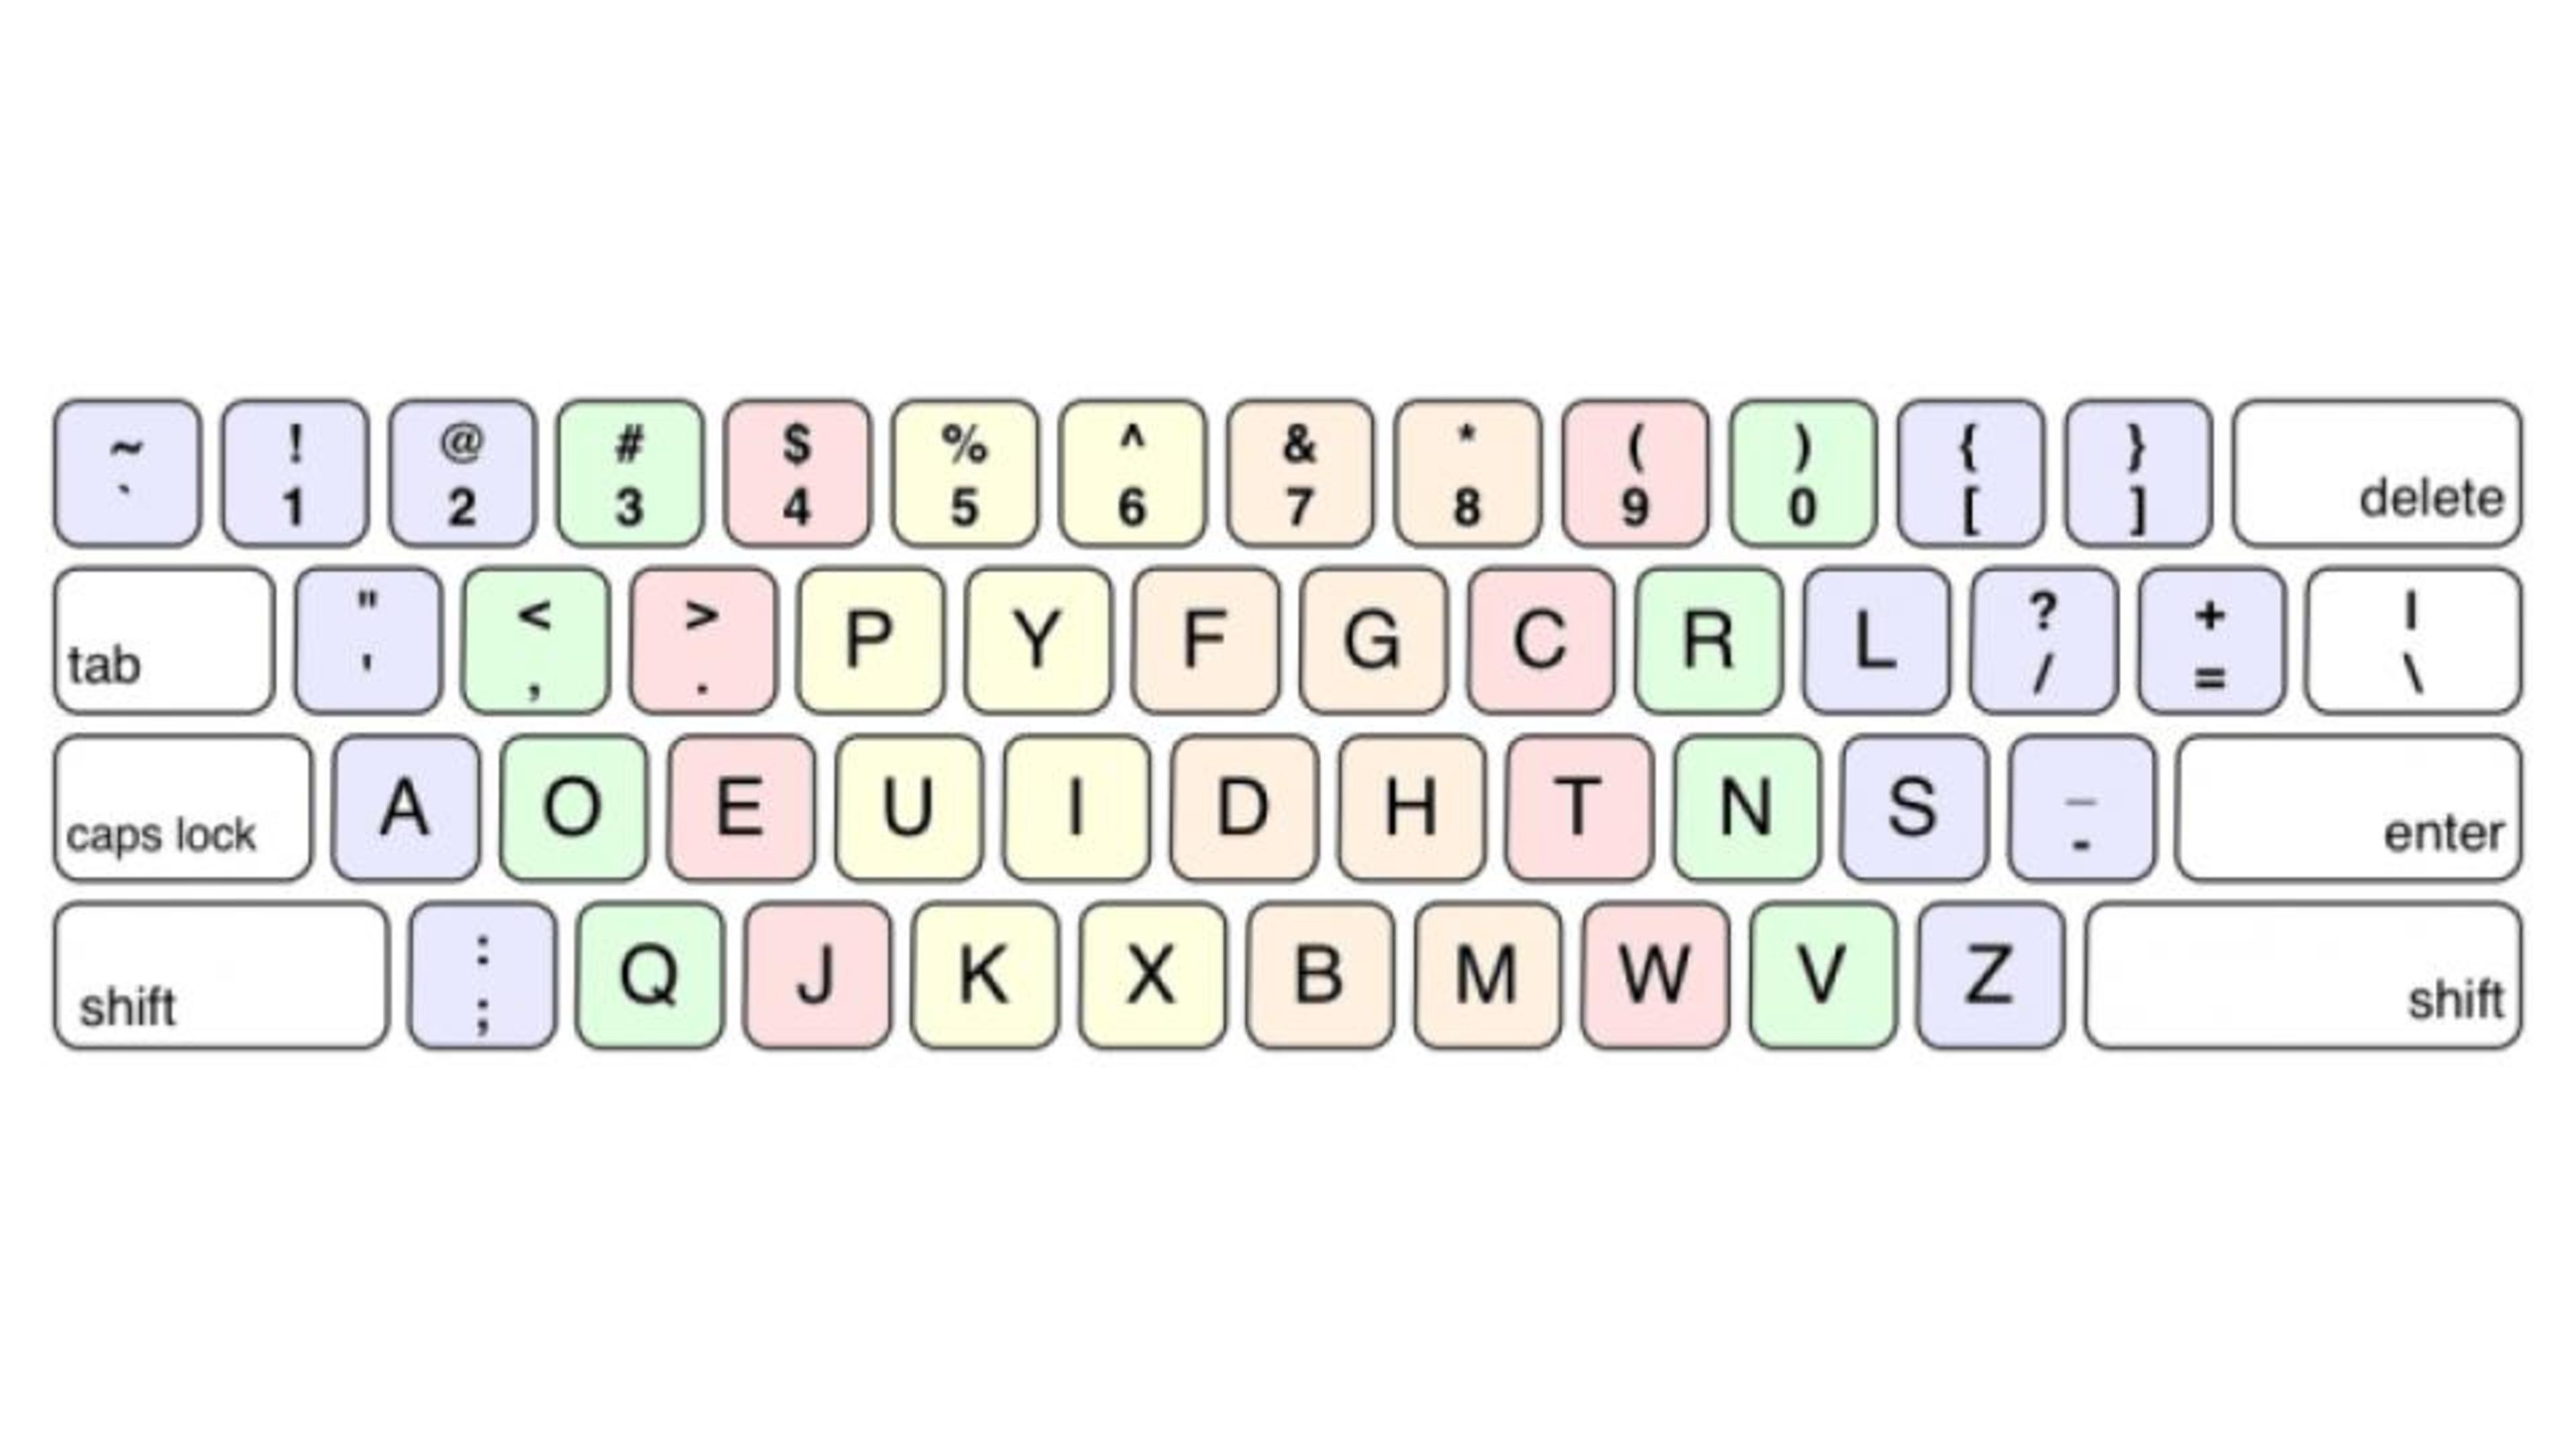 ~ ! @ # $ % ^ & * ( ) { }
` 1 2 3 4 5 6 7 8 9 0 [ ] delete
" < > P Y F G C R L ? + |
tab ' , . / = \
caps lock A O E U I D H T N S _ - enter
shift : ; Q J K X B M W V Z shift